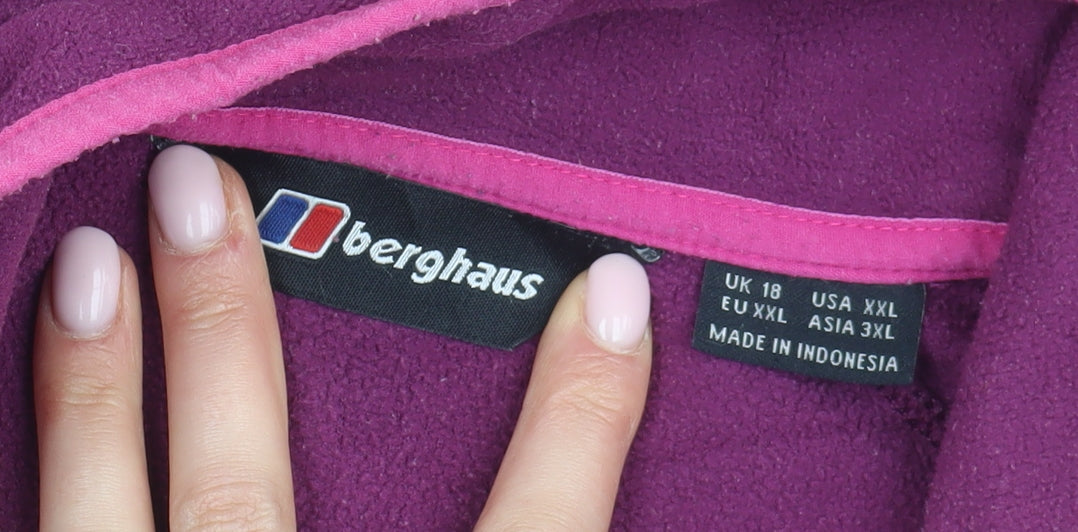 berghaus
UK 18 USA XXL
EU XXL ASIA 3XL
MADE IN INDONESIA